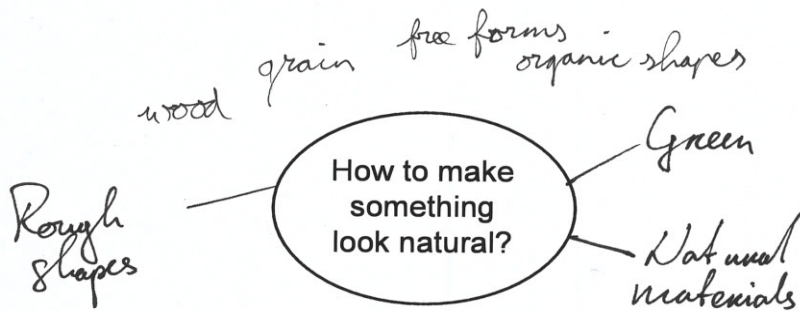 free forms
organic shapes
grain
wood
Green
How to make
something
look natural?
Rough
shapes
Natural
materials